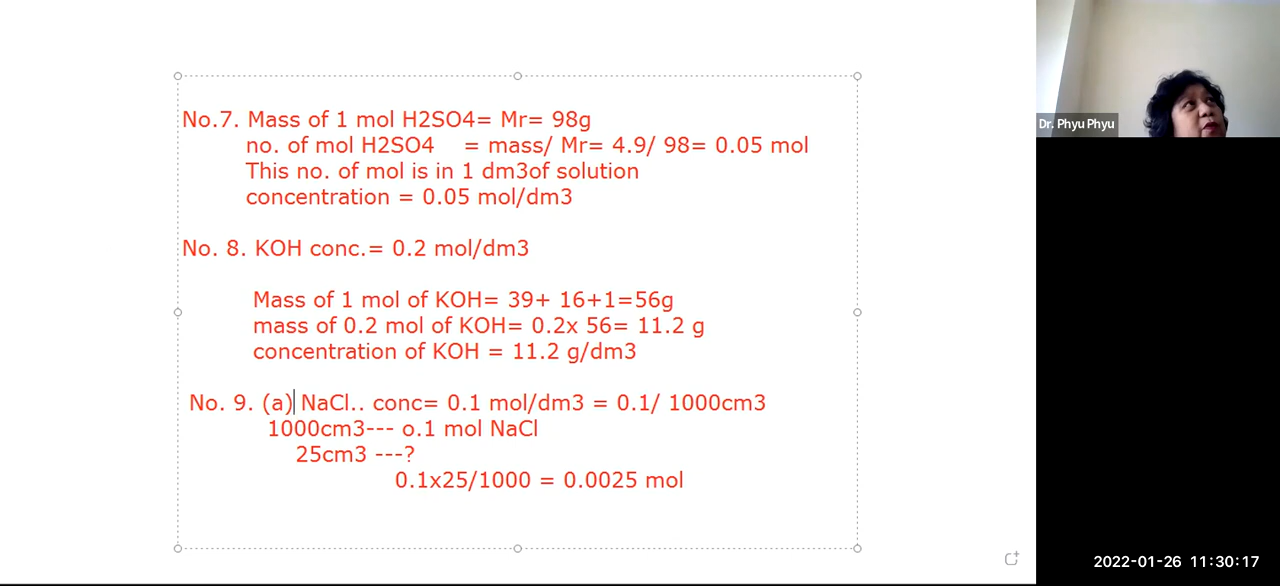 No.7. Mass of 1 mol H2SO4= Mr= 98g
no. of mol H2SO4 = mass/ Mr= 4.9/ 98= 0.05 mol
This no. of mol is in 1 dm3of solution
concentration = 0.05 mol/dm3
No. 8. KOH conc.= 0.2 mol/dm3
Mass of 1 mol of KOH= 39+ 16+1=56g
mass of 0.2 mol of KOH= 0.2x 56= 11.2 g
concentration of KOH = 11.2 g/dm3
No. 9. (a) NaCl.. conc= 0.1 mol/dm3 = 0.1/ 1000cm3
1000cm3--- o.1 mol NaCl
25cm3 ---?
0.1x25/1000 = 0.0025 mol
Dr. Phyu Phyu
2022-01-26 11:30:17